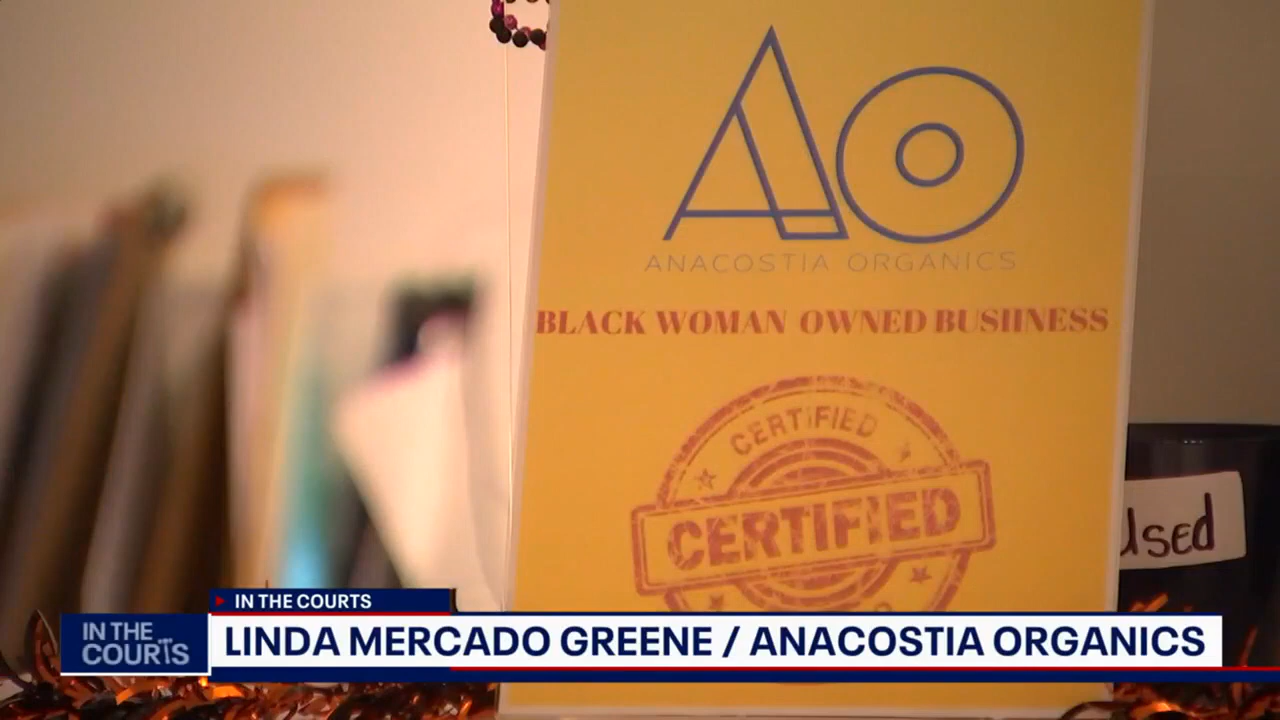 AO
ANACOSTIA ORGANICS
BLACK WOMAN OWNED BUSIINESS
CERTIFIED
CERTIFIED
Used
IN THE COURTS
IN THE
COURTS
LINDA MERCADO GREENE / ANACOSTIA ORGANICS